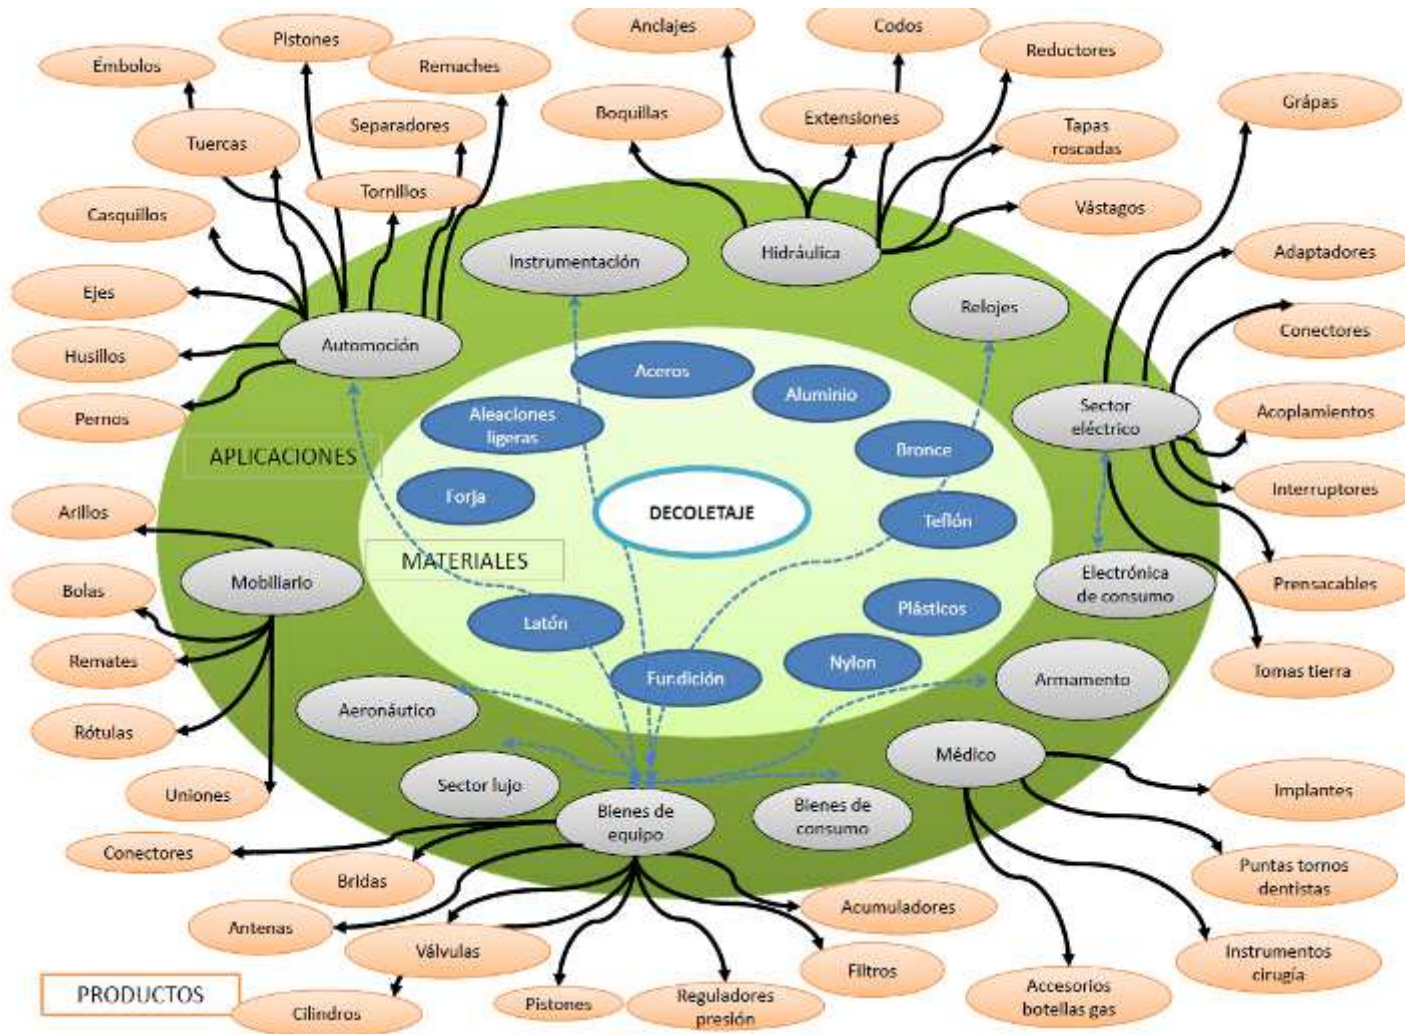 Pistones
Anclajes
Codos
Émbolos
Remaches
Reductores
Grápas
Boquillas
Extensiones
Separadores
Tuercas
Tapas
roscadas
Tornillos
Casquillos
Vástagos
Instrumentación
Hidráulica
Adaptadores
Ejes
Relojes
Conectores
Husillos
Automoción
Aceros
Aluminio
Pernos
Aleaciones
ligeras
Sector
eléctrico
Acoplamientos
APLICACIONES
Bronce
Forja
DECOLETAJE
Teflón
Interruptores
Arillos
MATERIALES
Mobiliario
Electrónica
de consumo
Prensacables
Bolas
Latón
Plásticos
Remates
Fundición
Nylon
Armamento
Tomas tierra
Aeronáutico
Rótulas
Médico
Sector lujo
Uniones
Bienes de
equipo
Bienes de
consumo
Implantes
Conectores
Bridas
Puntas tornos
dentistas
Acumuladores
Antenas
Válvulas
Filtros
Instrumentos
cirugía
PRODUCTOS
Cilindros
Pistones
Reguladores
presión
Accesorios
botellas gas